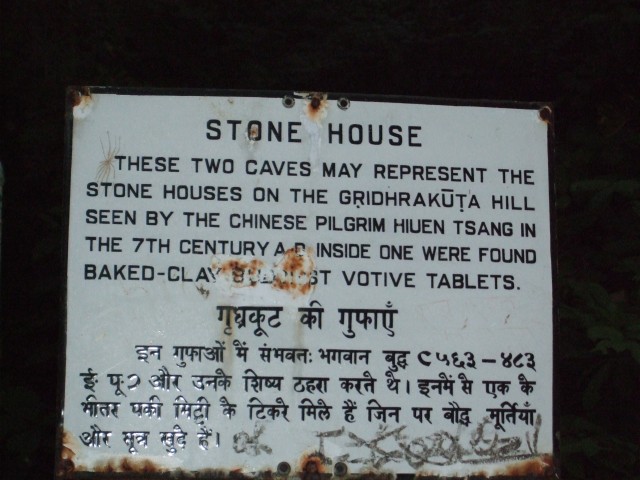 STONE HOUSE
THESE TWO CAVES MAY REPRESENT THE
STONE HOUSES ON THE GṚIDHRAKŪṬA HILL
SEEN BY THE CHINESE PILGRIM HIUEN TSANG IN
THE 7TH CENTURY A.D. INSIDE ONE WERE FOUND
BAKED-CLAY BUDDHIST VOTIVE TABLETS.
गृध्रकूट की गुफाएँ
इन गुफाओं में संभवतः भगवान बुद्ध ८५६३-४८३
ई॰ पू॰ और उनके शिष्य ठहरा करते थे। इनमें से एक के
भीतर पकी मिट्टी के टिकरे मिले हैं जिन पर बौद्ध मूर्तियाँ
और सूत्र खुदे हैं।